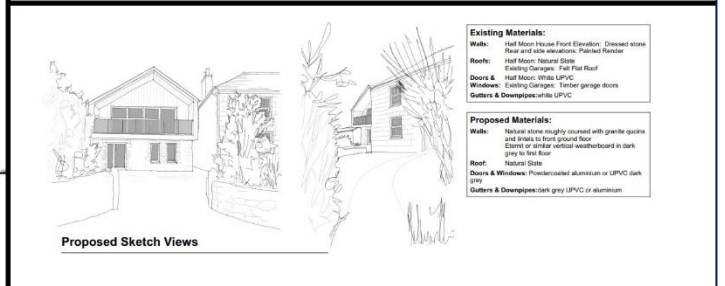 Existing Materials:
Walls: Half Moon House Front Elevation: Dressed stone
Rear and side elevations: Painted Render
Roofs: Half Moon: Natural Slate
Existing Garages: Felt Flat Roof
Doors & Half Moon: White UPVC
Windows: Existing Garages: Timber garage doors
Gutters & Downpipes:white UPVC
Proposed Materials:
Walls: Natural stone roughly coursed with granite quoins
and lintels to front ground floor
Eternit or similar vertical weatherboard in dark
grey to first floor
Roof: Natural Slate
Doors & Windows: Powdercoated aluminium or UPVC dark
grey
Gutters & Downpipes:dark grey UPVC or aluminium
Proposed Sketch Views